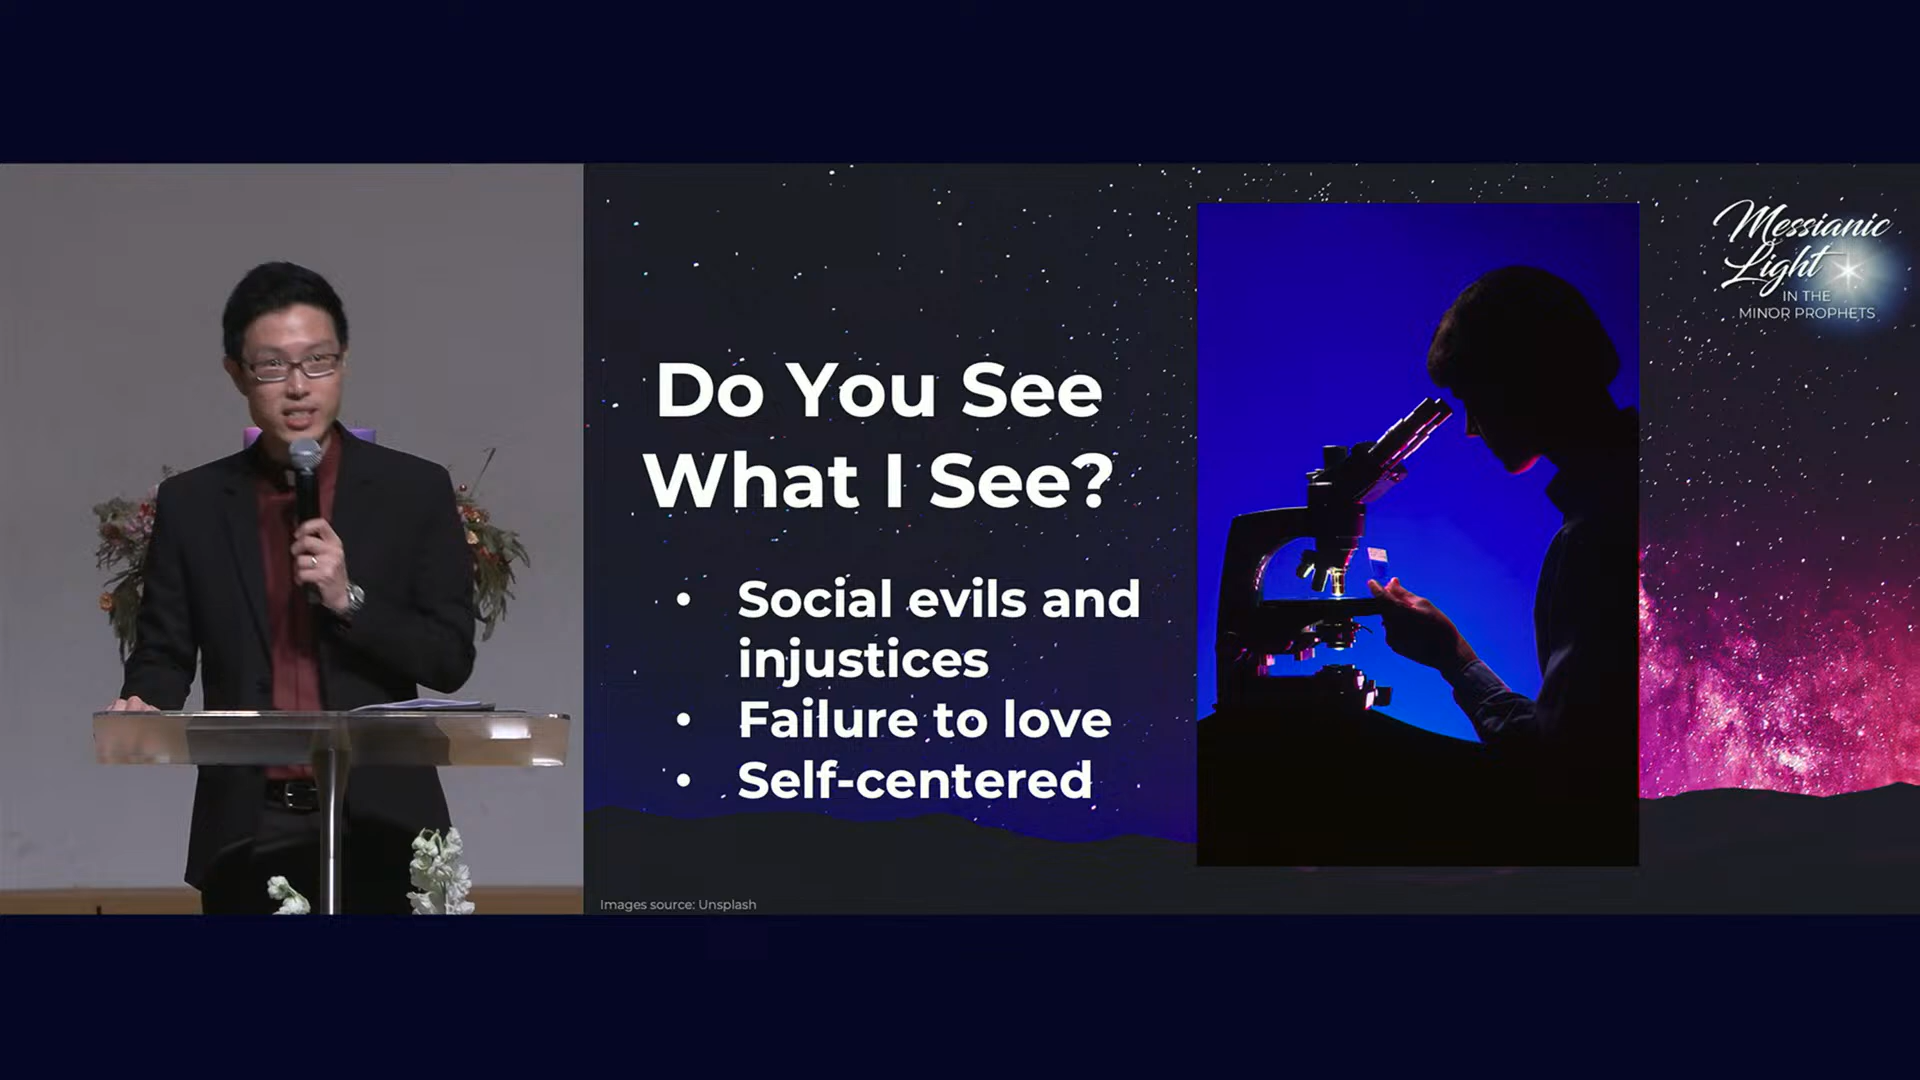 Messianic
Light
IN THE
MINOR PROPHETS
Do You See
What I See?
• Social evils and
injustices
• Failure to love
• Self-centered
Images source: Unsplash